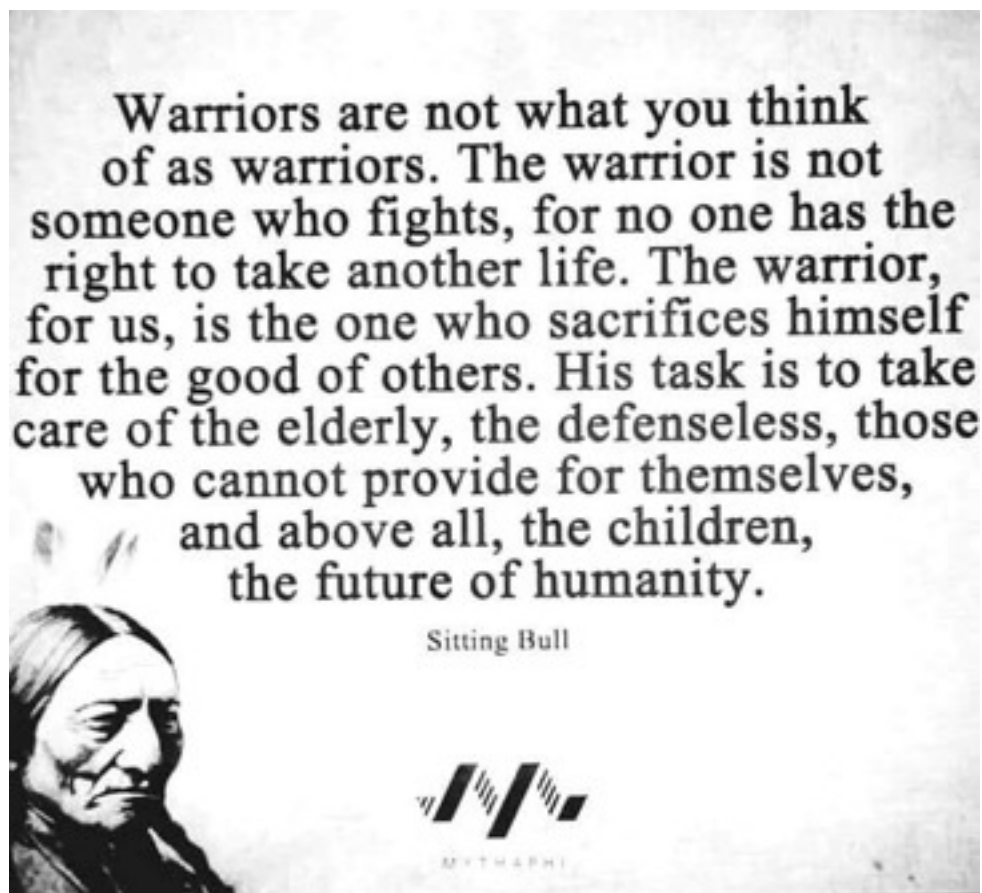 Warriors are not what you think
of as warriors. The warrior is not
someone who fights, for no one has the
right to take another life. The warrior,
for us, is the one who sacrifices himself
for the good of others. His task is to take
care of the elderly, the defenseless, those
who cannot provide for themselves,
and above all, the children,
the future of humanity.
Sitting Bull
MYTHAPHI